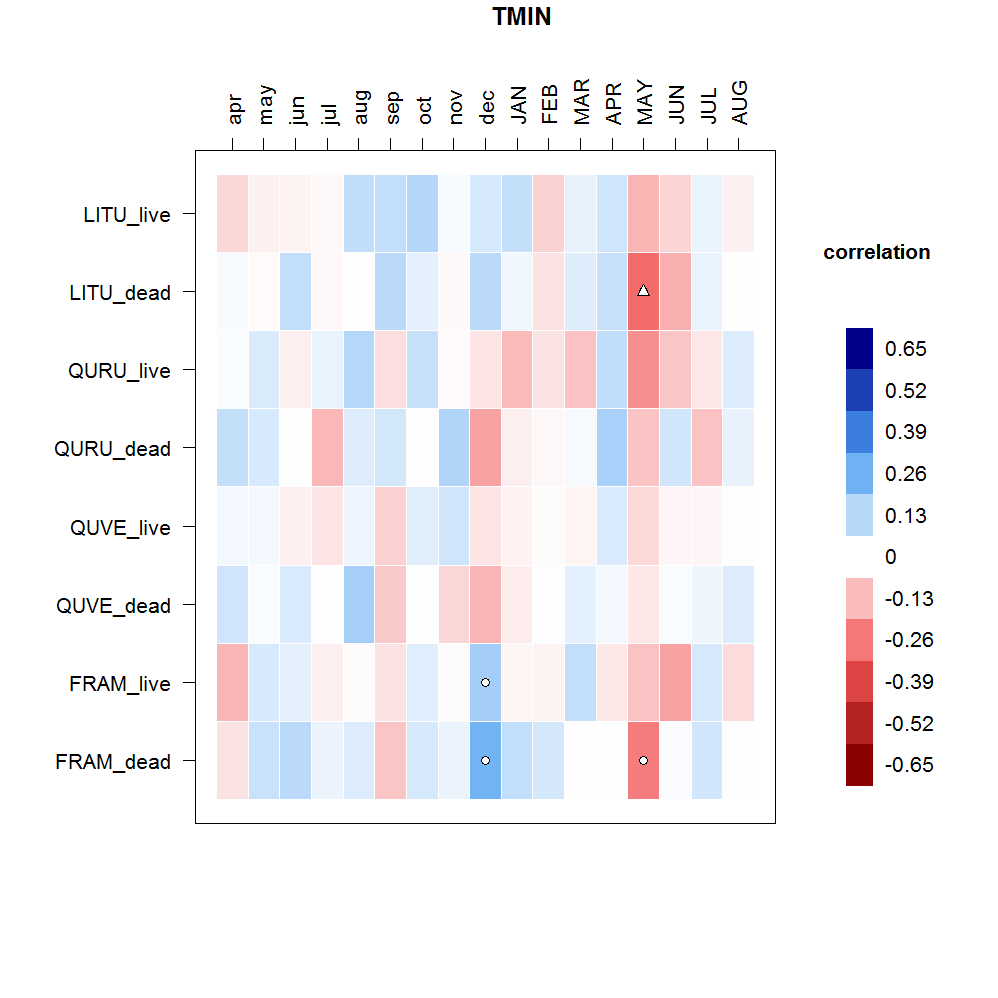 TMIN
apr may jun jul aug sep oct nov dec JAN FEB MAR APR MAY JUN JUL AUG
LITU_live
LITU_dead
QURU_live
QURU_dead
QUVE_live
QUVE_dead
FRAM_live
FRAM_dead
correlation
0.65
0.52
0.39
0.26
0.13
0
-0.13
-0.26
-0.39
-0.52
-0.65